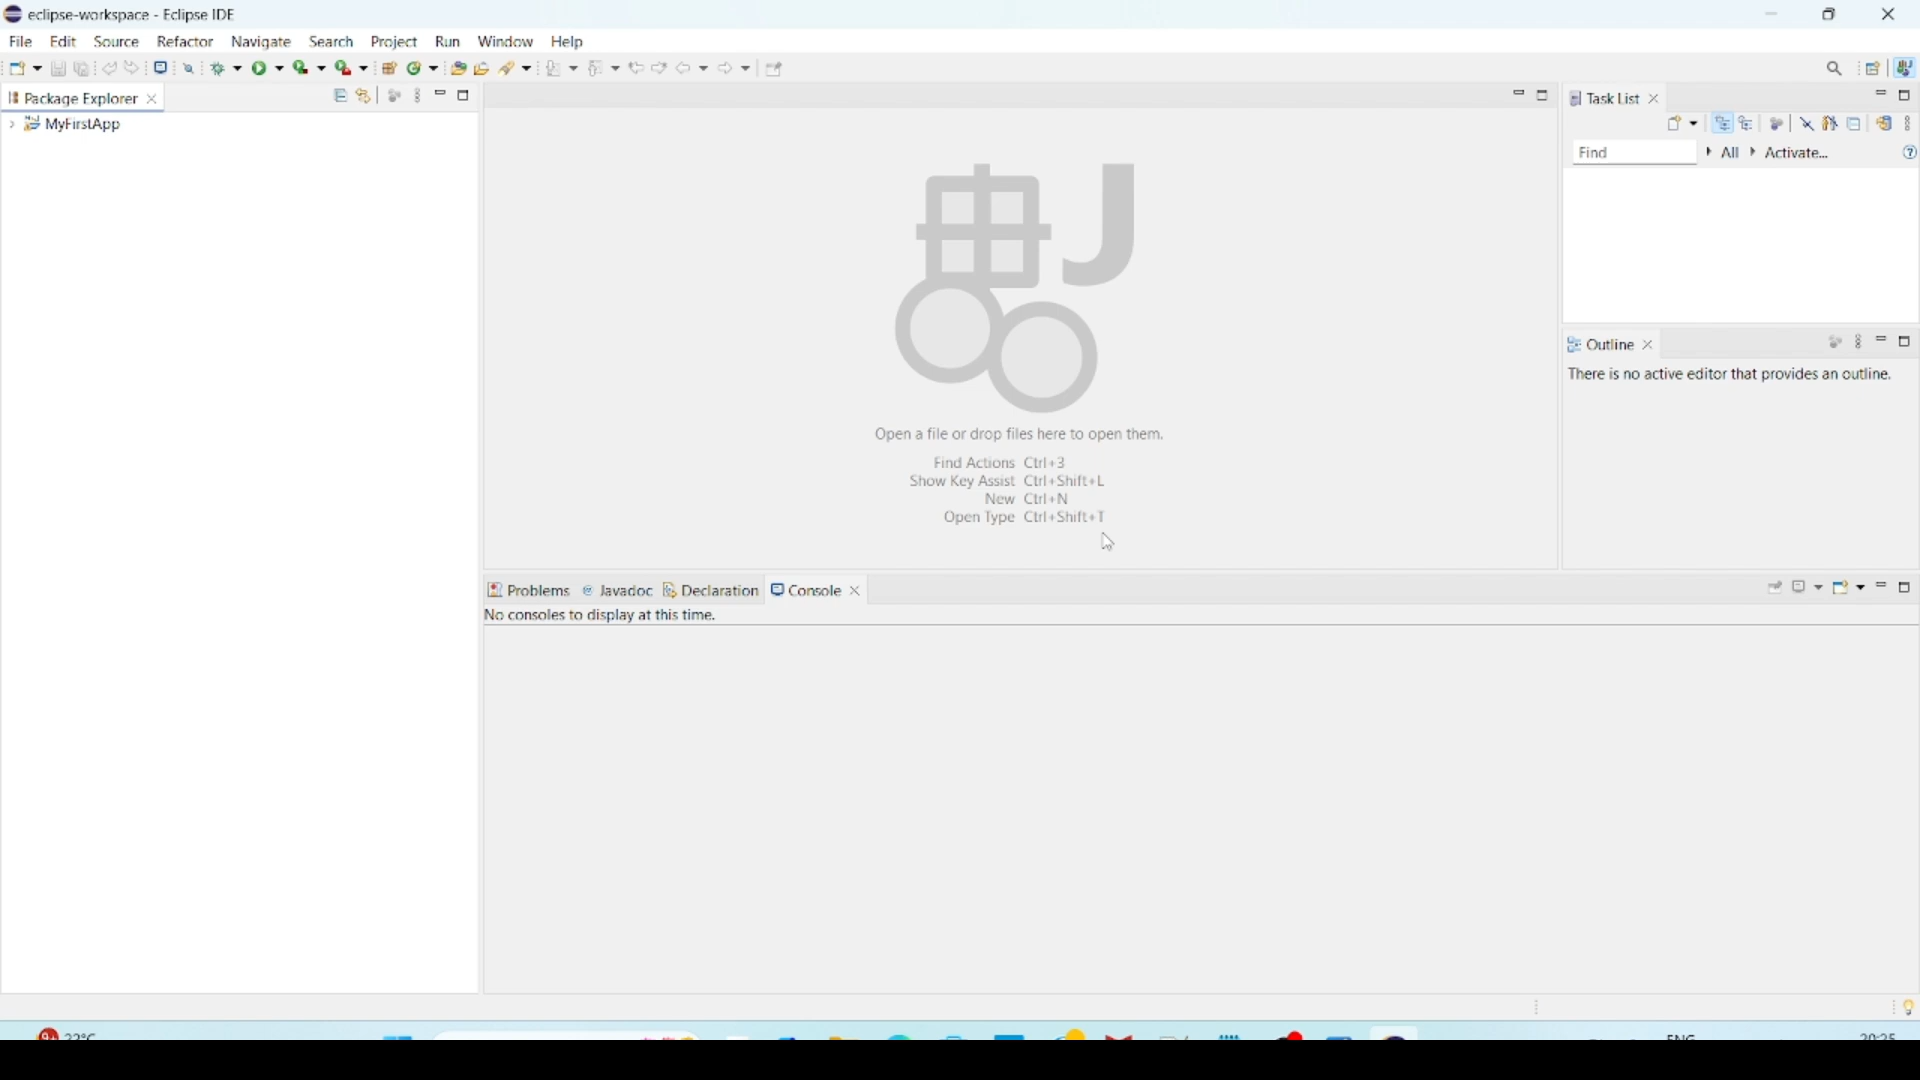 eclipse-workspace - Eclipse IDE
File Edit Source Refactor Navigate Search Project Run Window Help
Package Explorer
MyFirstApp
Open a file or drop files here to open them.
Find Actions Ctrl+3
Show Key Assist Ctrl+Shift+L
New Ctrl+N
Open Type Ctrl+Shift+T
Task List
Find All Activate...
Outline
There is no active editor that provides an outline.
Problems Javadoc Declaration Console
No consoles to display at this time.